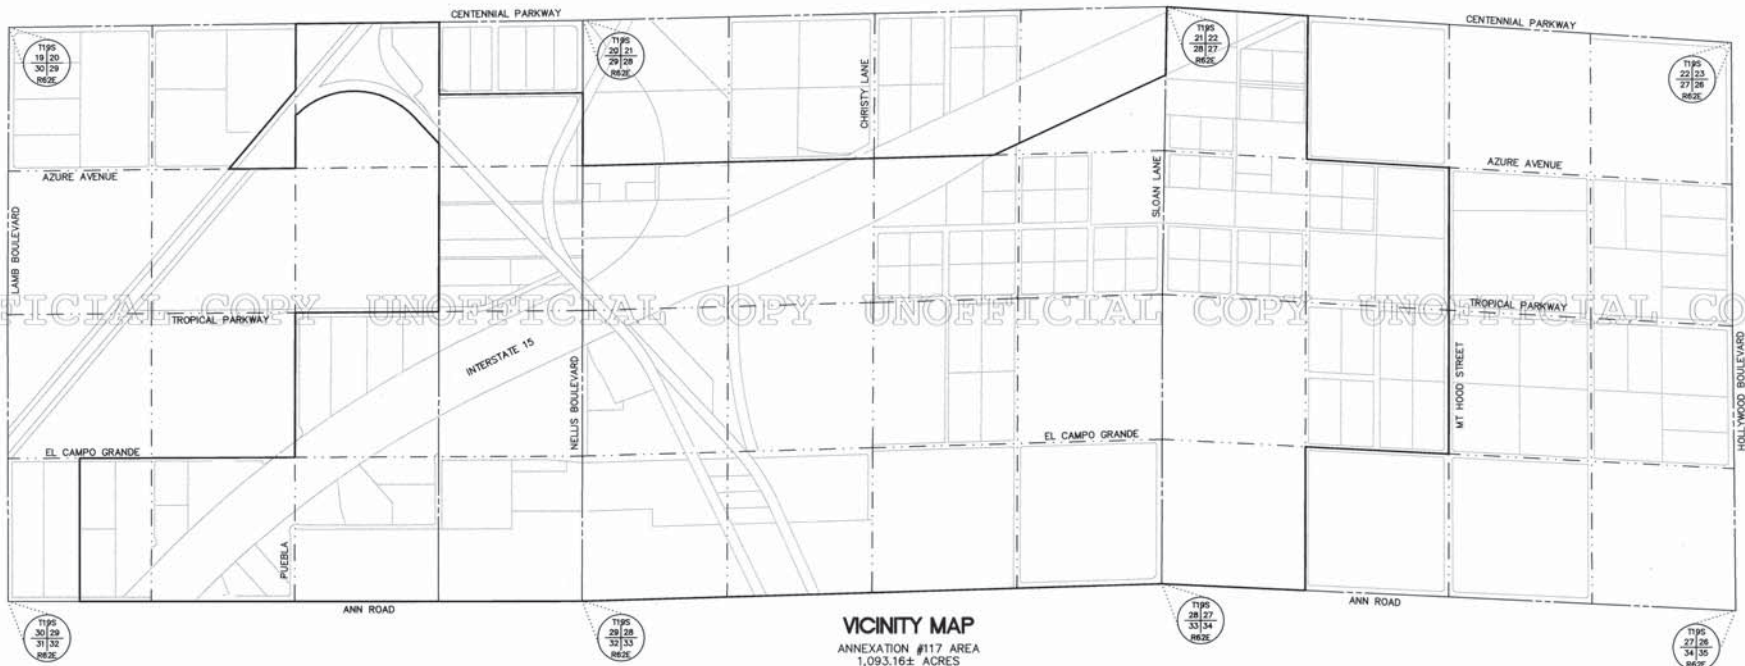 CENTENNIAL PARKWAY
CENTENNIAL PARKWAY
T19S
19 20
30 29
R62E
T19S
20 21
29 28
R62E
T19S
21 22
28 27
R62E
T19S
22 23
27 26
R62E
CHRISTY LANE
AZURE AVENUE
AZURE AVENUE
LAMB BOULEVARD
SLOAN LANE
FICIAL COPY UNOFFICIAL COPY UNOFFICIAL COPY UNOFFICIAL CO
TROPICAL PARKWAY
TROPICAL PARKWAY
INTERSTATE 15
NELLIS BOULEVARD
MT HOOD STREET
HOLLYWOOD BOULEVARD
EL CAMPO GRANDE
EL CAMPO GRANDE
PUEBLA
ANN ROAD
ANN ROAD
T19S
30 29
31 32
R62E
T19S
29 28
32 33
R62E
T19S
28 27
33 34
R62E
T19S
27 26
34 35
R62E
VICINITY MAP
ANNEXATION #117 AREA
1,093.16± ACRES